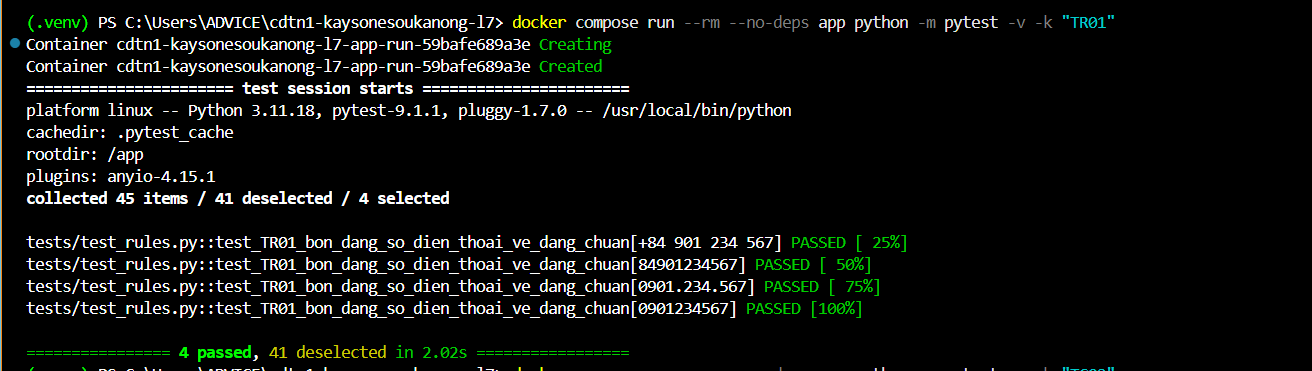 (.venv) PS C:\Users\ADVICE\cdtn1-kaysonesoukanong-l7> docker compose run --rm --no-deps app python -m pytest -v -k "TR01"
Container cdtn1-kaysonesoukanong-l7-app-run-59bafe689a3e Creating
Container cdtn1-kaysonesoukanong-l7-app-run-59bafe689a3e Created
======================= test session starts =======================
platform linux -- Python 3.11.18, pytest-9.1.1, pluggy-1.7.0 -- /usr/local/bin/python
cachedir: .pytest_cache
rootdir: /app
plugins: anyio-4.15.1
collected 45 items / 41 deselected / 4 selected
tests/test_rules.py::test_TR01_bon_dang_so_dien_thoai_ve_dang_chuan[+84 901 234 567] PASSED [ 25%]
tests/test_rules.py::test_TR01_bon_dang_so_dien_thoai_ve_dang_chuan[84901234567] PASSED [ 50%]
tests/test_rules.py::test_TR01_bon_dang_so_dien_thoai_ve_dang_chuan[0901.234.567] PASSED [ 75%]
tests/test_rules.py::test_TR01_bon_dang_so_dien_thoai_ve_dang_chuan[0901234567] PASSED [100%]
================ 4 passed, 41 deselected in 2.02s =================